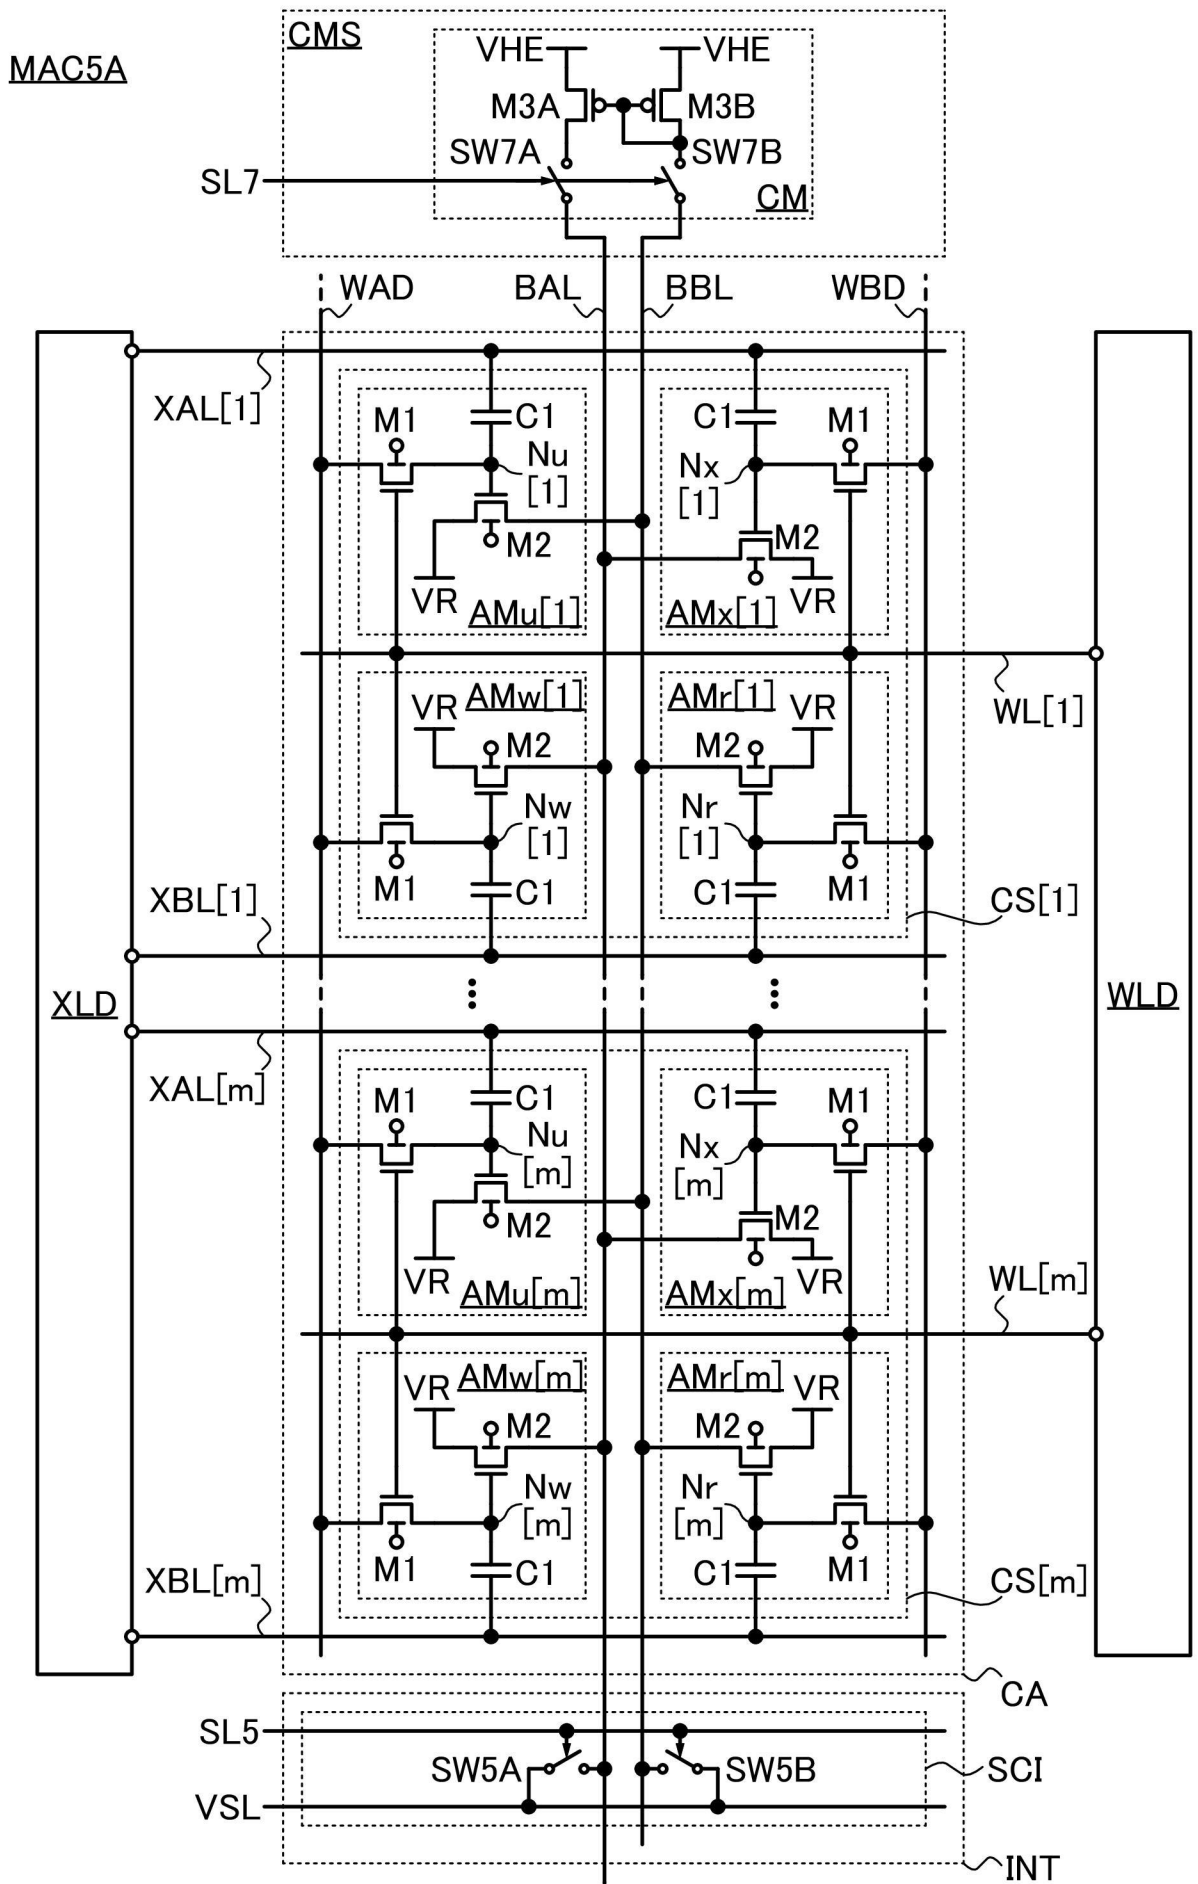 MAC5A
CMS
VHE VHE
M3A M3B
SW7A SW7B
SL7
CM
WAD BAL BBL WBD
XAL[1]
M1 C1 C1 M1
Nu
[1]
Nx
[1]
M2 M2
VR VR
AMu[1] AMx[1]
WL[1]
AMw[1] AMr[1]
VR VR
M2 M2
Nw
[1]
Nr
[1]
M1 C1 C1 M1
XBL[1] CS[1]
XLD WLD
XAL[m]
M1 C1 C1 M1
Nu
[m]
Nx
[m]
M2 M2
VR VR
AMu[m] AMx[m]
WL[m]
AMw[m] AMr[m]
VR VR
M2 M2
Nw
[m]
Nr
[m]
M1 C1 C1 M1
XBL[m] CS[m]
CA
SL5
SW5A SW5B SCI
VSL
INT